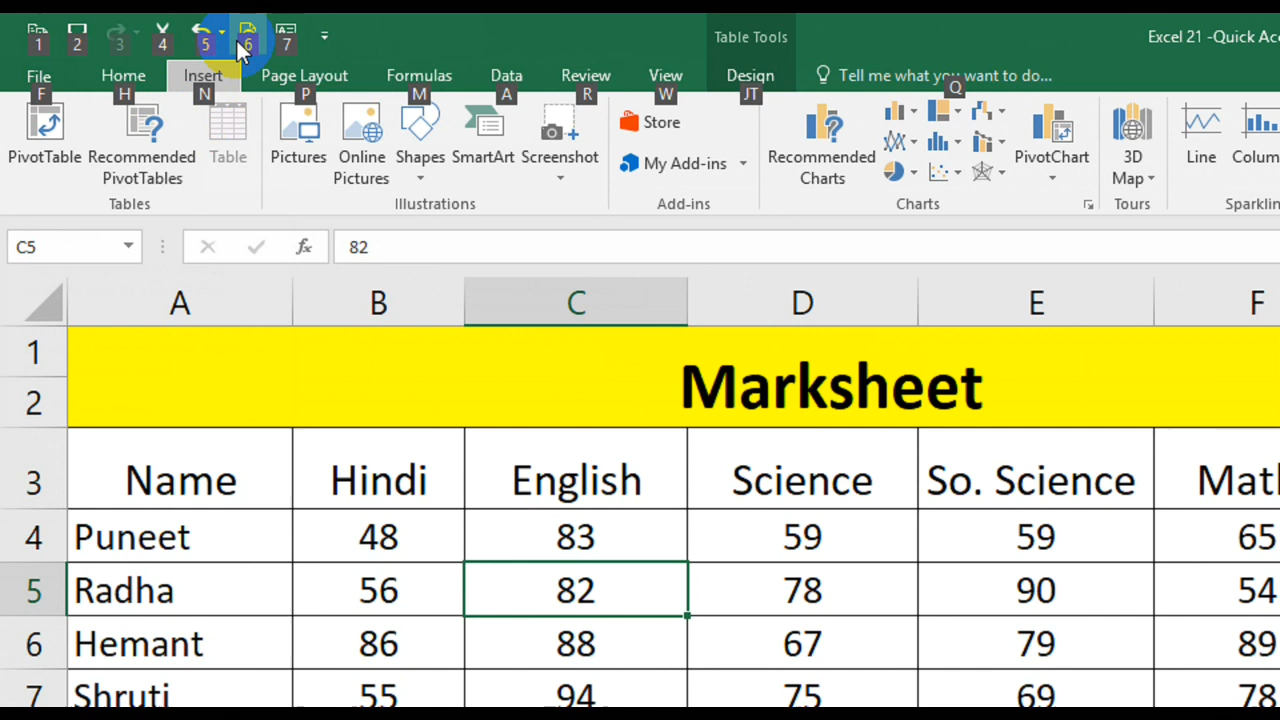 1 2 3 4 5 6 7
Table Tools
Excel 21 -Quick Acc
File Home Insert Page Layout Formulas Data Review View Design Tell me what you want to do...
F H N P M A R W JT Q
PivotTable Recommended PivotTables Table Pictures Online Pictures Shapes SmartArt Screenshot Store My Add-ins Recommended Charts PivotChart 3D Map Line Colum
Tables Illustrations Add-ins Charts Tours Sparklin
C5 fx 82
A B C D E F
1
2 Marksheet
3 Name Hindi English Science So. Science Math
4 Puneet 48 83 59 59 65
5 Radha 56 82 78 90 54
6 Hemant 86 88 67 79 89
7 Shruti 55 94 75 69 78